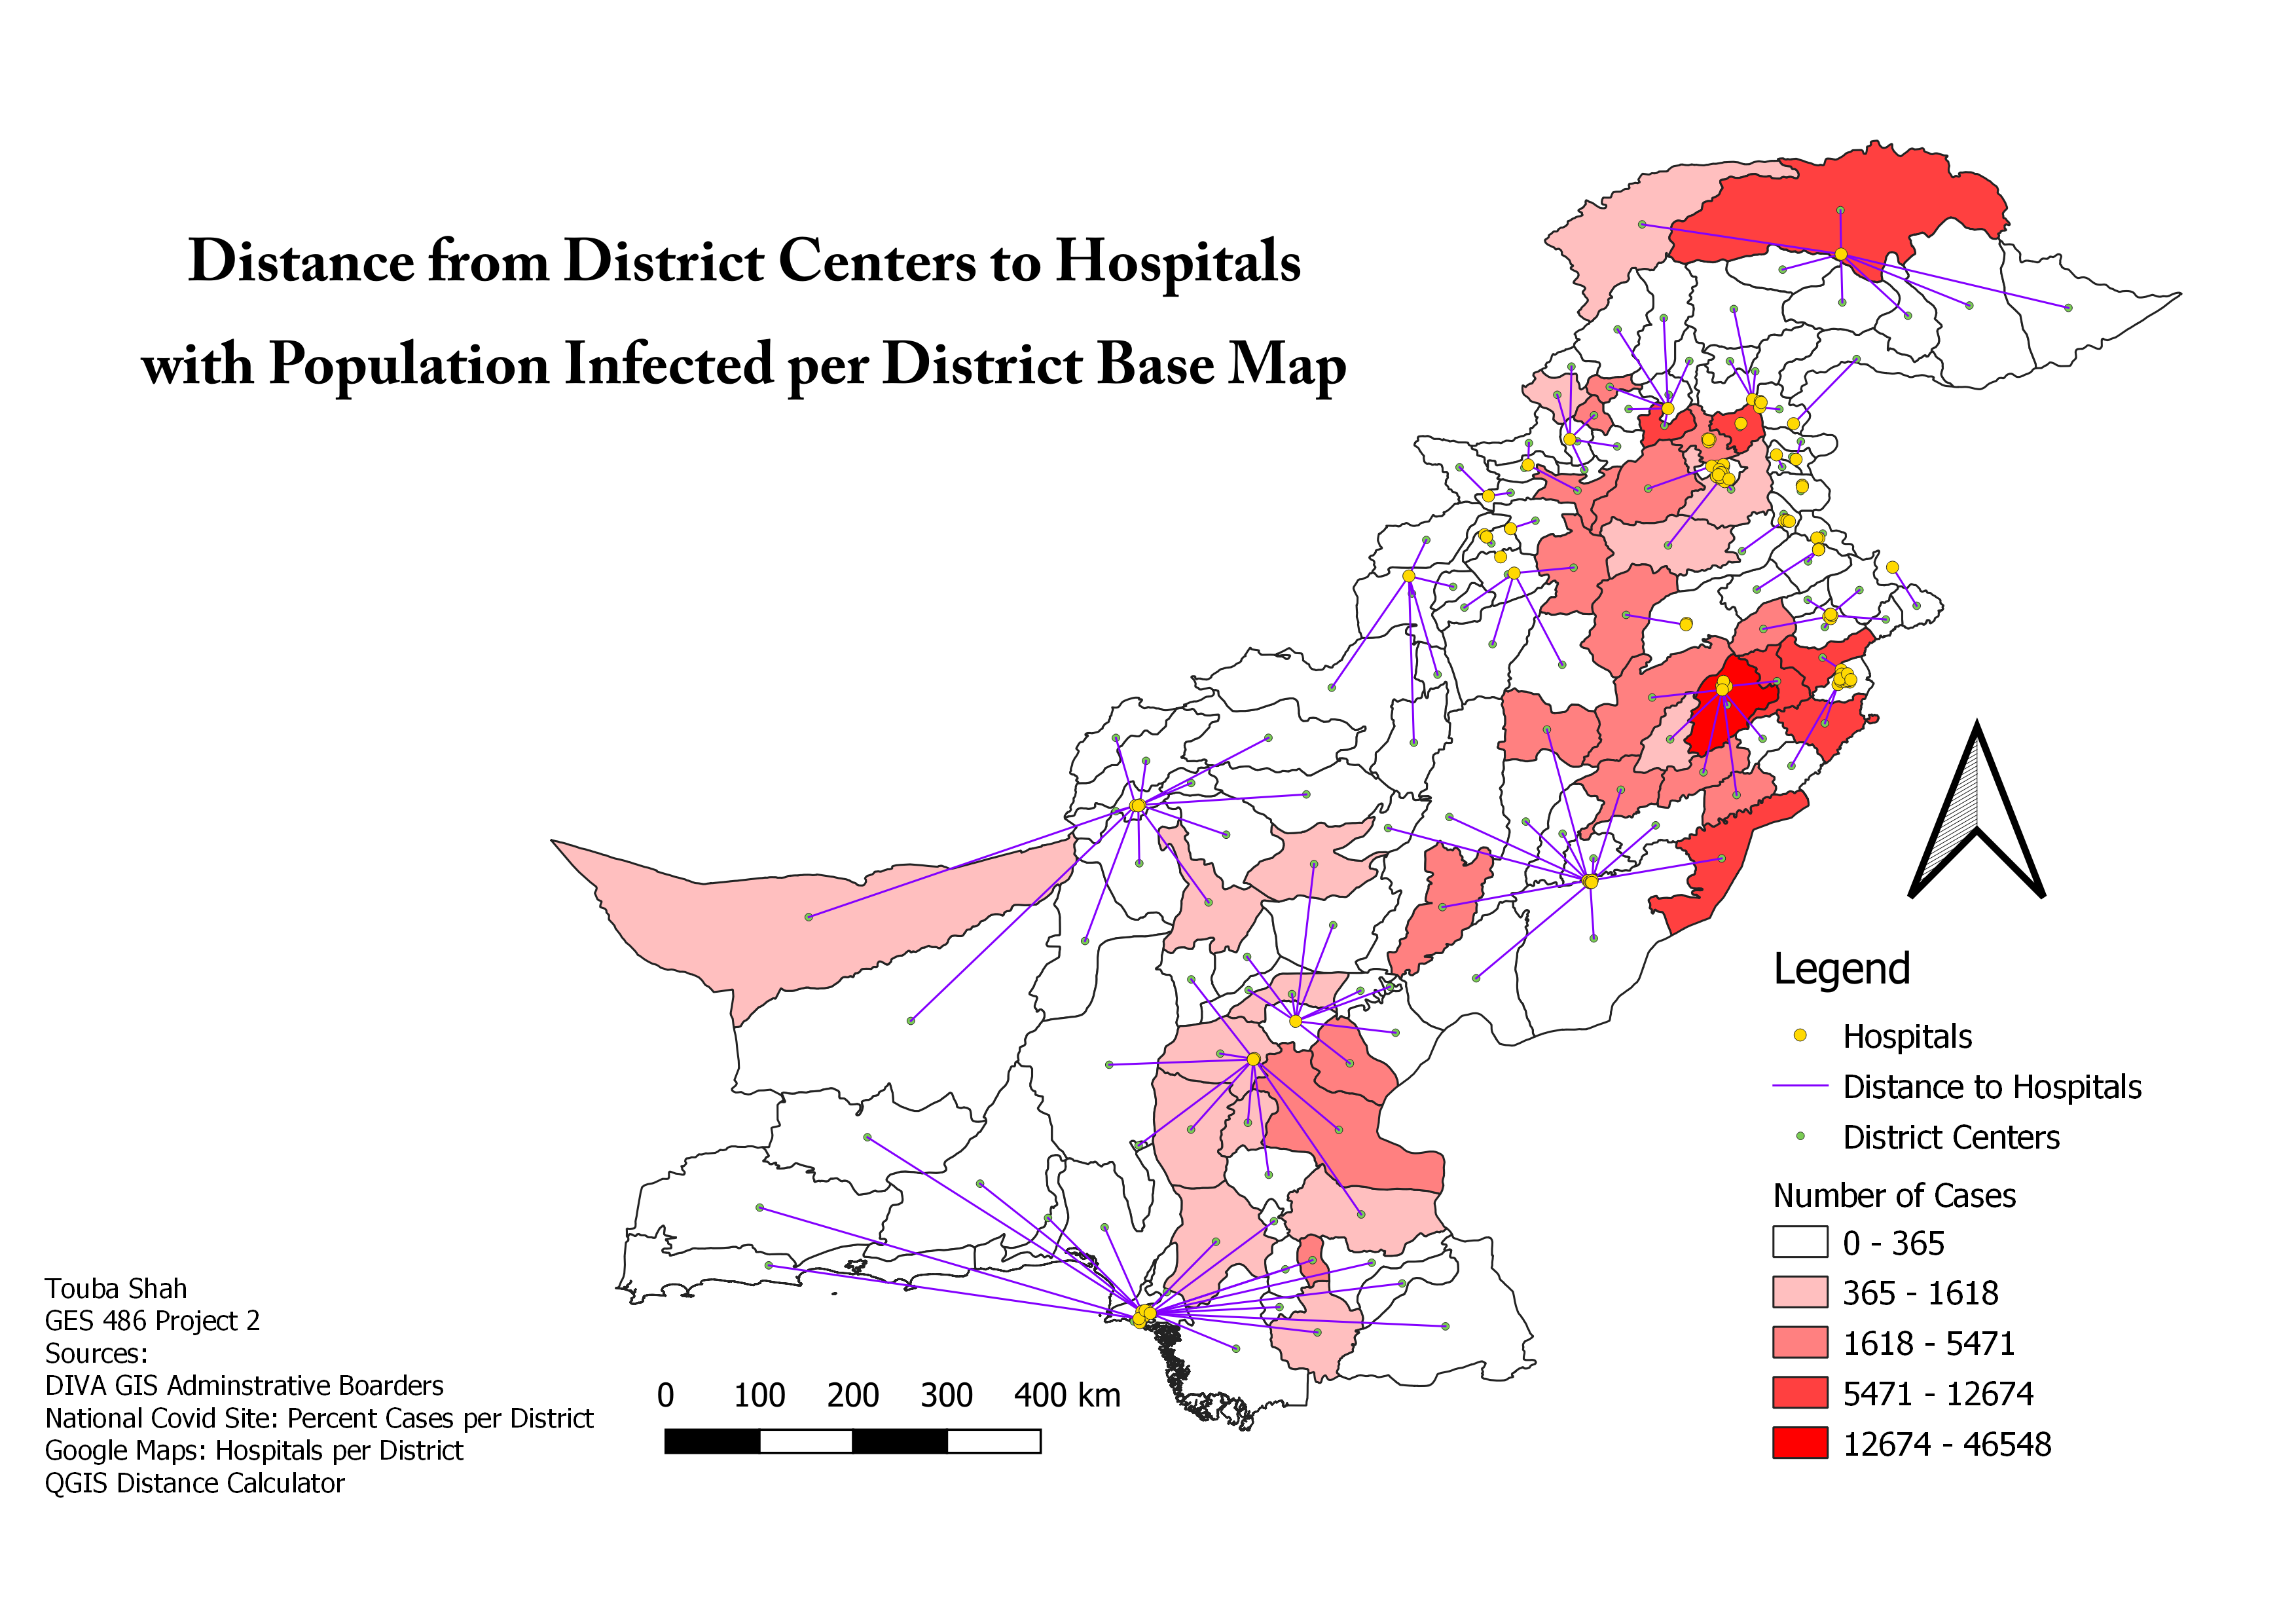 Distance from District Centers to Hospitals
with Population Infected per District Base Map
Legend
Hospitals
Distance to Hospitals
District Centers
Number of Cases
0 - 365
365 - 1618
1618 - 5471
5471 - 12674
12674 - 46548
Touba Shah
GES 486 Project 2
Sources:
DIVA GIS Adminstrative Boarders
National Covid Site: Percent Cases per District
Google Maps: Hospitals per District
QGIS Distance Calculator
0 100 200 300 400 km